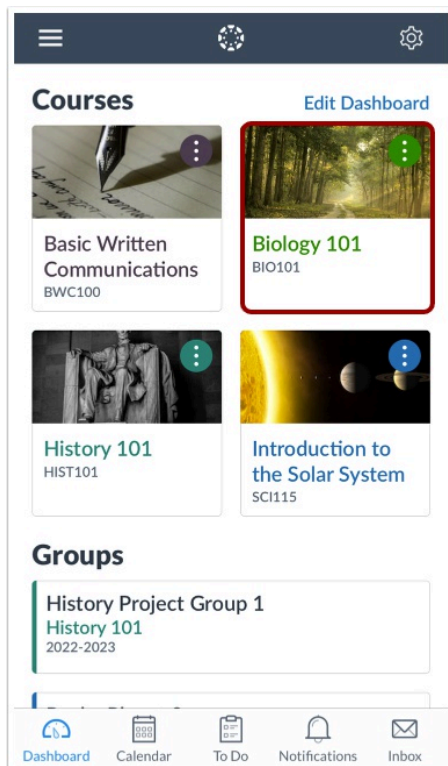 Courses
Edit Dashboard
Basic Written
Communications
BWC100
Biology 101
BIO101
History 101
HIST101
Introduction to
the Solar System
SCI115
Groups
History Project Group 1
History 101
2022-2023
Dashboard
Calendar
To Do
Notifications
Inbox